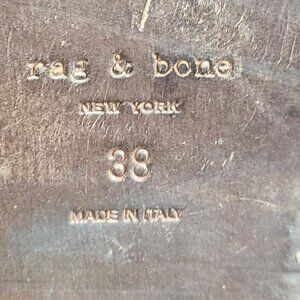 rag & bone
NEW YORK
38
MADE IN ITALY